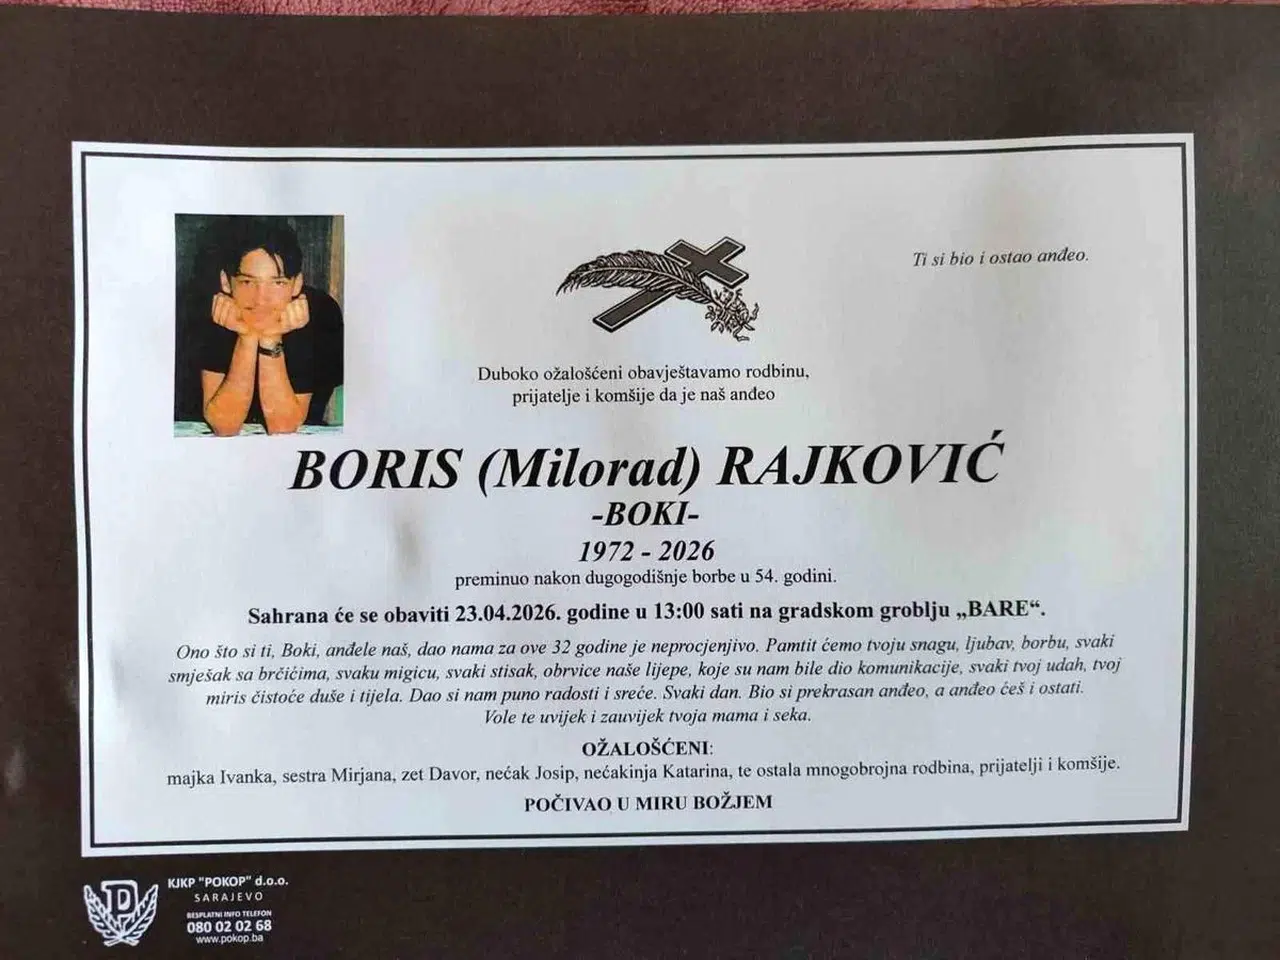 Ti si bio i ostao anđeo.
Duboko ožalošćeni obavještavamo rodbinu,
prijatelje i komšije da je naš anđeo
BORIS (Milorad) RAJKOVIĆ
-BOKI-
1972 - 2026
preminuo nakon dugogodišnje borbe u 54. godini.
Sahrana će se obaviti 23.04.2026. godine u 13:00 sati na gradskom groblju „BARE“.
Ono što si ti, Boki, anđele naš, dao nama za ove 32 godine je neprocjenjivo. Pamtit ćemo tvoju snagu, ljubav, borbu, svaki
smješak sa brčićima, svaku migicu, svaki stisak, obrvice naše lijepe, koje su nam bile dio komunikacije, svaki tvoj udah, tvoj
miris čistoće duše i tijela. Dao si nam puno radosti i sreće. Svaki dan. Bio si prekrasan anđeo, a anđeo ćeš i ostati.
Vole te uvijek i zauvijek tvoja mama i seka.
OŽALOŠĆENI:
majka Ivanka, sestra Mirjana, zet Davor, nećak Josip, nećakinja Katarina, te ostala mnogobrojna rodbina, prijatelji i komšije.
POČIVAO U MIRU BOŽJEM
P
KJKP "POKOP" d.o.o.
SARAJEVO
BESPLATNI INFO TELEFON
080 02 02 68
www.pokop.ba